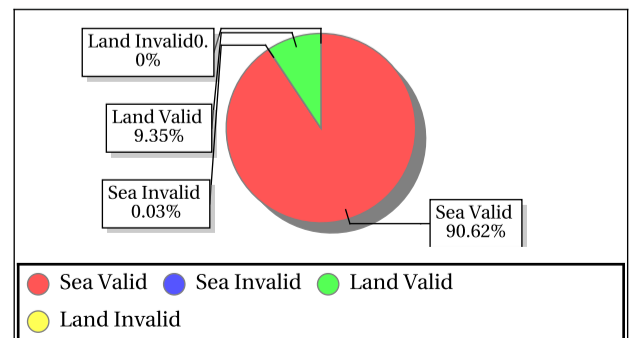 Land Invalid0.
0%
Land Valid
9.35%
Sea Invalid
0.03%
Sea Valid
90.62%
Sea Valid Sea Invalid Land Valid
Land Invalid